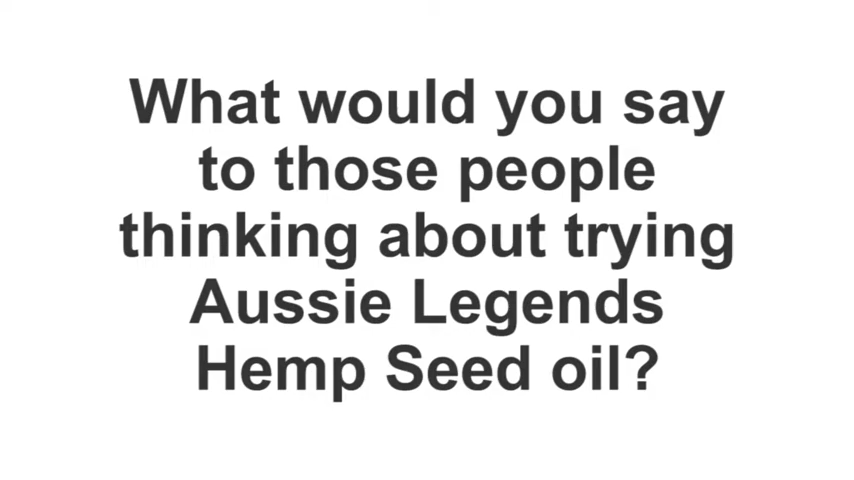 What would you say
to those people
thinking about trying
Aussie Legends
Hemp Seed oil?